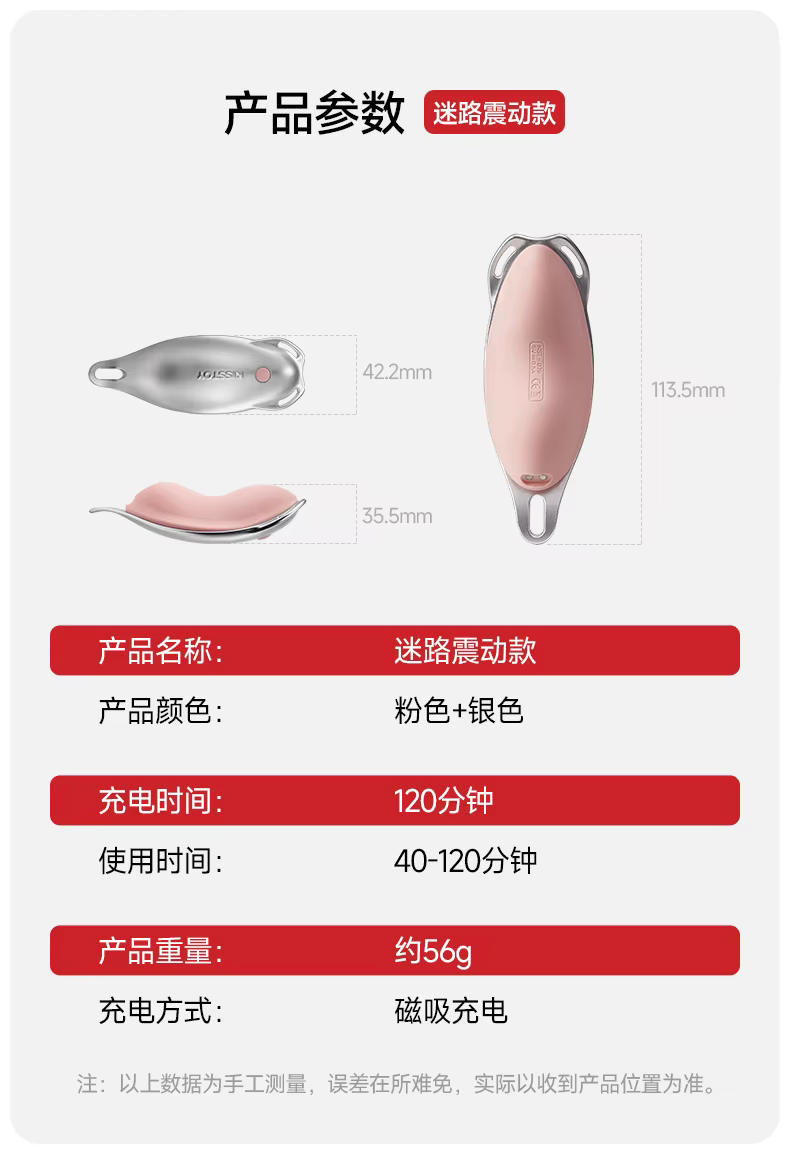 产品参数 迷路震动款
42.2mm
KISSTOY
113.5mm
35.5mm
产品名称： 迷路震动款
产品颜色： 粉色+银色
充电时间： 120分钟
使用时间： 40-120分钟
产品重量： 约56g
充电方式： 磁吸充电
注：以上数据为手工测量，误差在所难免，实际以收到产品位置为准。